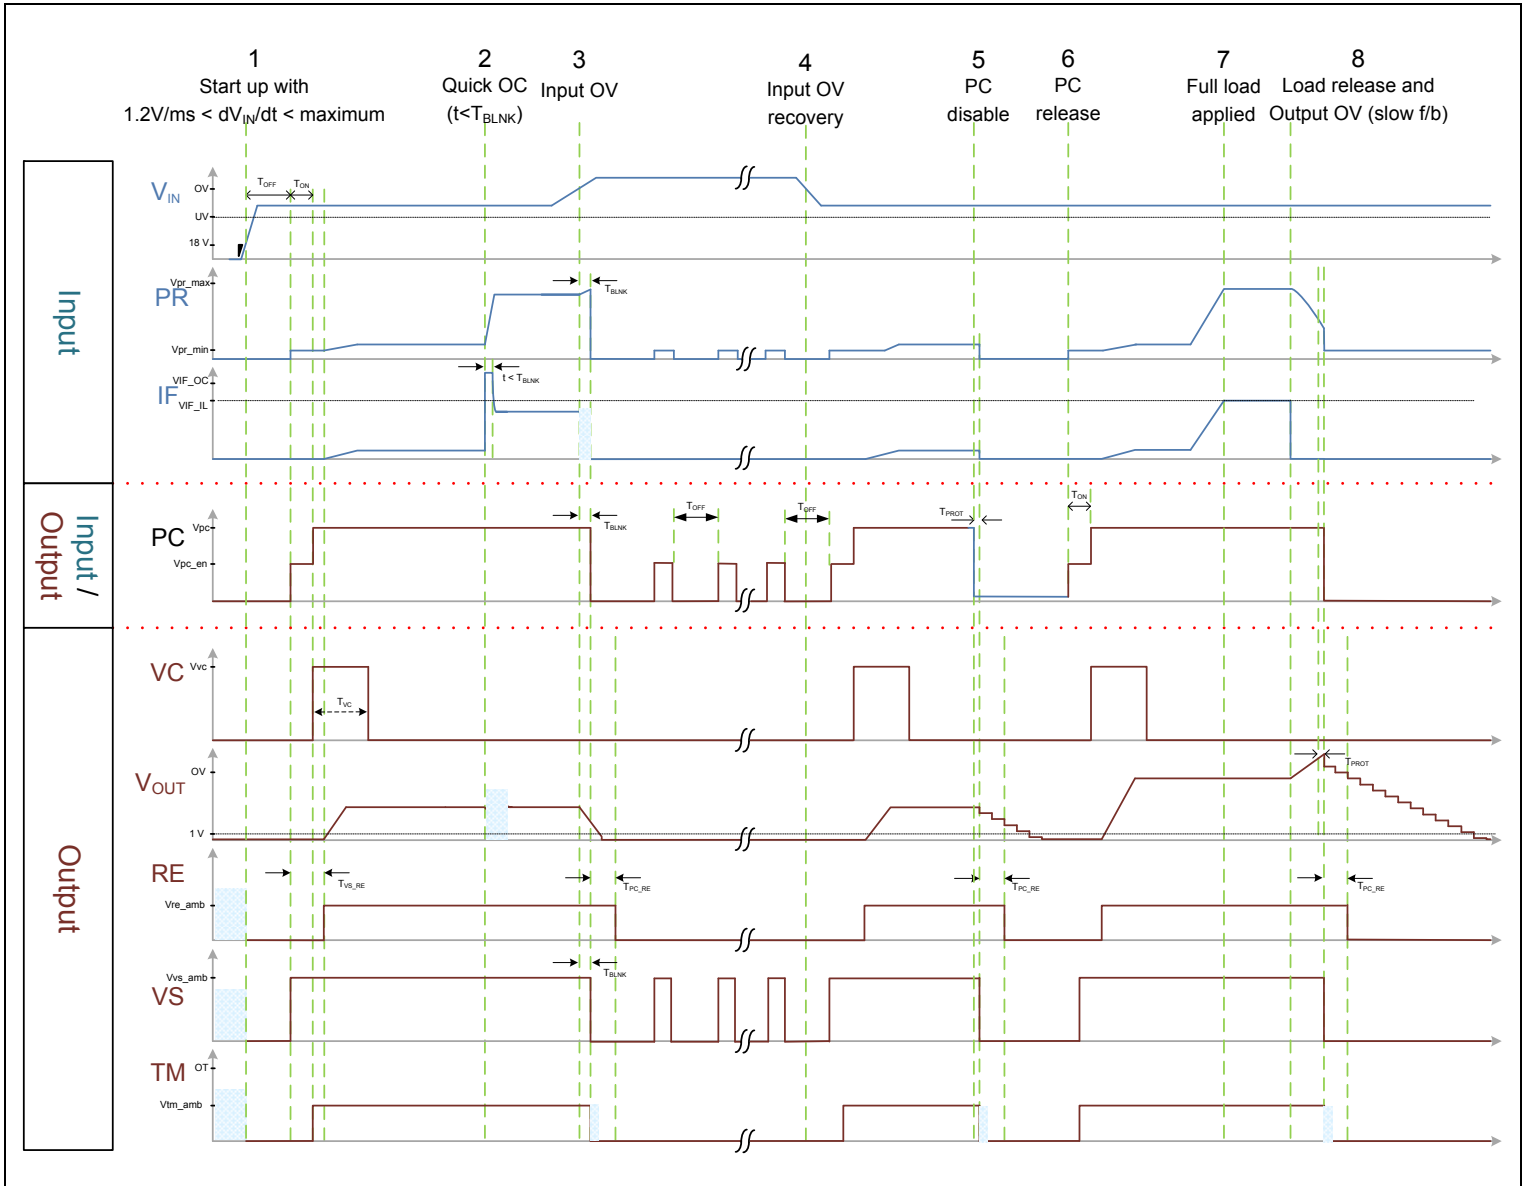 1
Start up with
1.2V/ms < dVIN/dt < maximum
2
Quick OC
(t<TBLNK)
3
Input OV
4
Input OV
recovery
5
PC
disable
6
PC
release
7
Full load
applied
8
Load release and
Output OV (slow f/b)
Input
VIN
OV
UV
18 V
TOFF
TON
PR
Vpr_max
Vpr_min
TBLNK
IF
VIF_OC
VIF_IL
t < TBLNK
Input /
Output
PC
Vpc
Vpc_en
TBLNK
TOFF
TOFF
TPROT
TON
Output
VC
Vvc
TVC
VOUT
OV
1 V
TPROT
RE
Vre_amb
TVS_RE
TPC_RE
TPC_RE
TPC_RE
VS
Vvs_amb
TBLNK
TM
OT
Vtm_amb